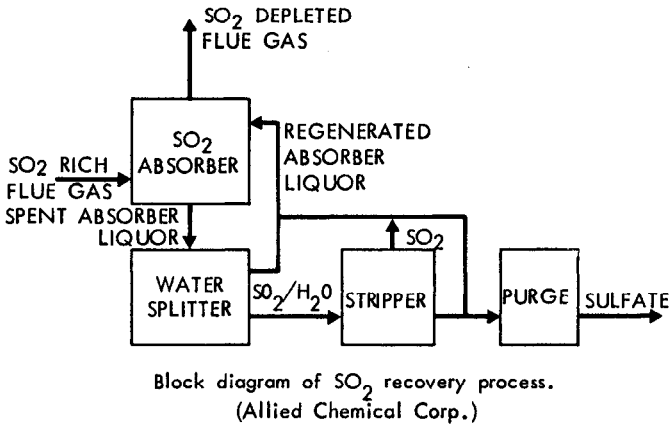 SO2 DEPLETED
FLUE GAS
SO2
ABSORBER
REGENERATED
ABSORBER
LIQUOR
SO2 RICH
FLUE GAS
SPENT ABSORBER
LIQUOR
WATER
SPLITTER
SO2/H2O
SO2
STRIPPER
PURGE
SULFATE
Block diagram of SO2 recovery process.
(Allied Chemical Corp.)